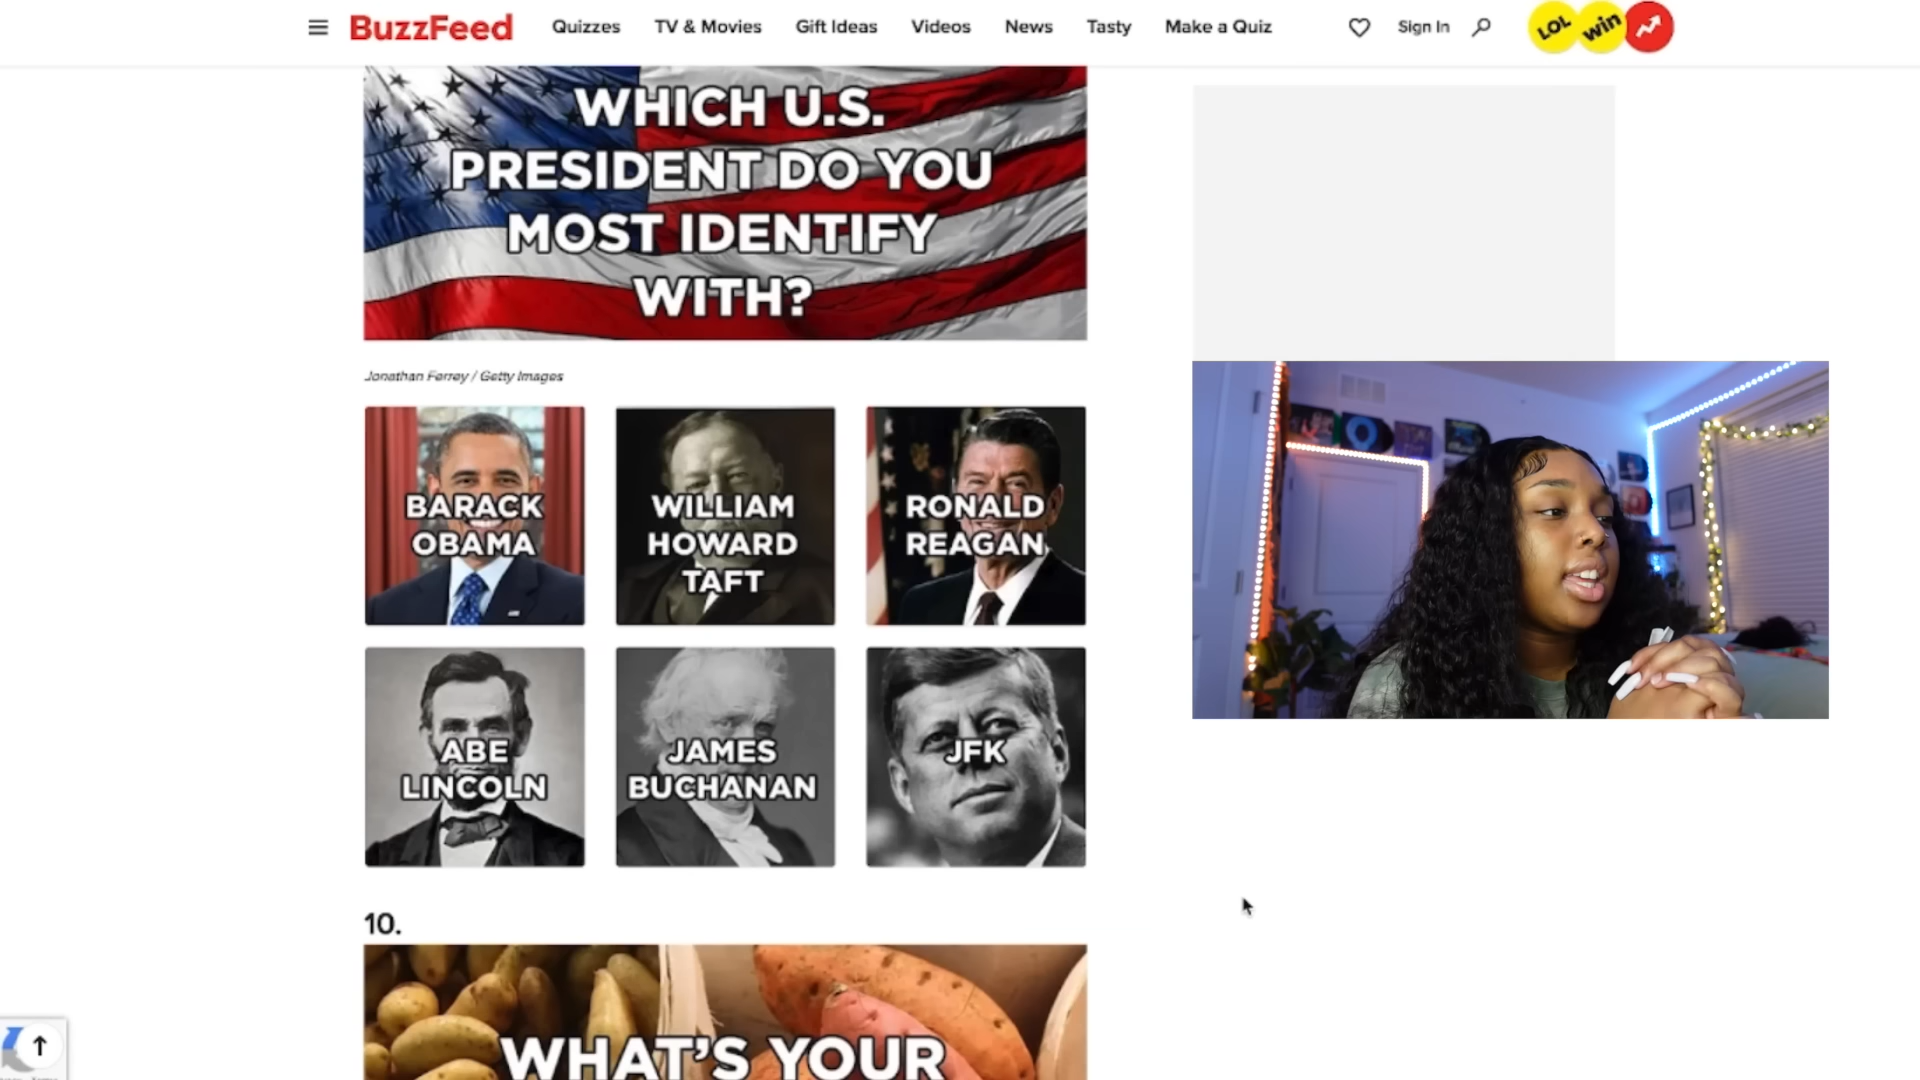 BuzzFeed
Quizzes
TV & Movies
Gift Ideas
Videos
News
Tasty
Make a Quiz
Sign In
LOL
win
WHICH U.S.
PRESIDENT DO YOU
MOST IDENTIFY
WITH?
Jonathan Ferrey / Getty Images
BARACK
OBAMA
WILLIAM
HOWARD
TAFT
RONALD
REAGAN
ABE
LINCOLN
JAMES
BUCHANAN
JFK
10.
WHAT'S YOUR